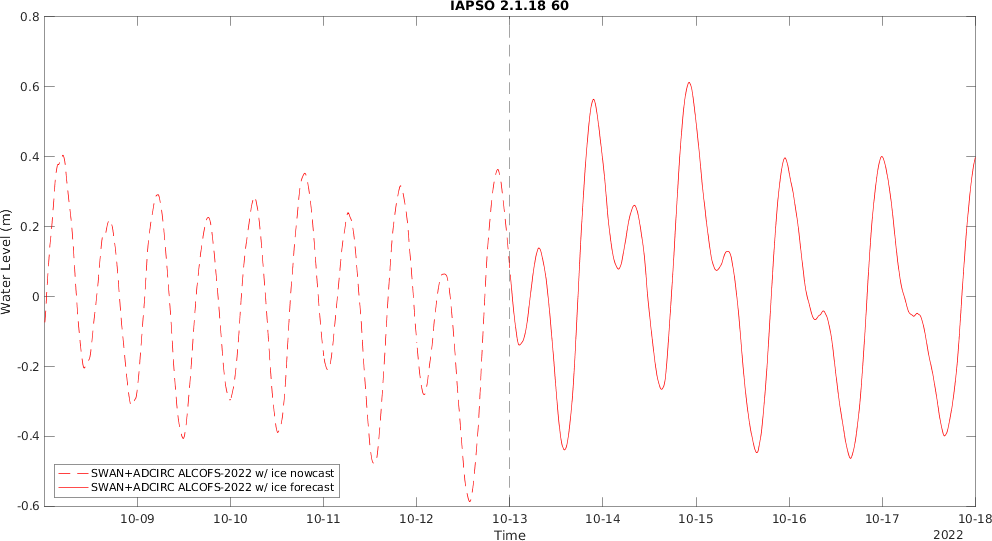 IAPSO 2.1.18 60
0.8
0.6
0.4
0.2
0
-0.2
-0.4
-0.6
Water Level (m)
SWAN+ADCIRC ALCOFS-2022 w/ ice nowcast
SWAN+ADCIRC ALCOFS-2022 w/ ice forecast
10-09 10-10 10-11 10-12 10-13 10-14 10-15 10-16 10-17 10-18
Time
2022